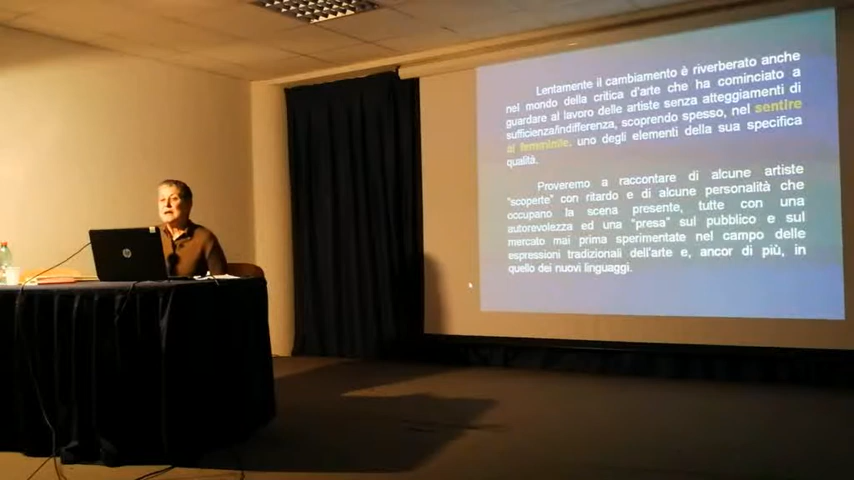 Lentamente il cambiamento è riverberato anche
nel mondo della critica d'arte che ha cominciato a
guardare al lavoro delle artiste senza atteggiamenti di
sufficienza/indifferenza, scoprendo spesso, nel sentire
al femminile, uno degli elementi della sua specifica
qualità.
Proveremo a raccontare di alcune artiste
"scoperte" con ritardo e di alcune personalità che
occupano la scena presente, tutte con una
autorevolezza ed una "presa" sul pubblico e sul
mercato mai prima sperimentate nel campo delle
espressioni tradizionali dell'arte e, ancor di più, in
quello dei nuovi linguaggi.
hp